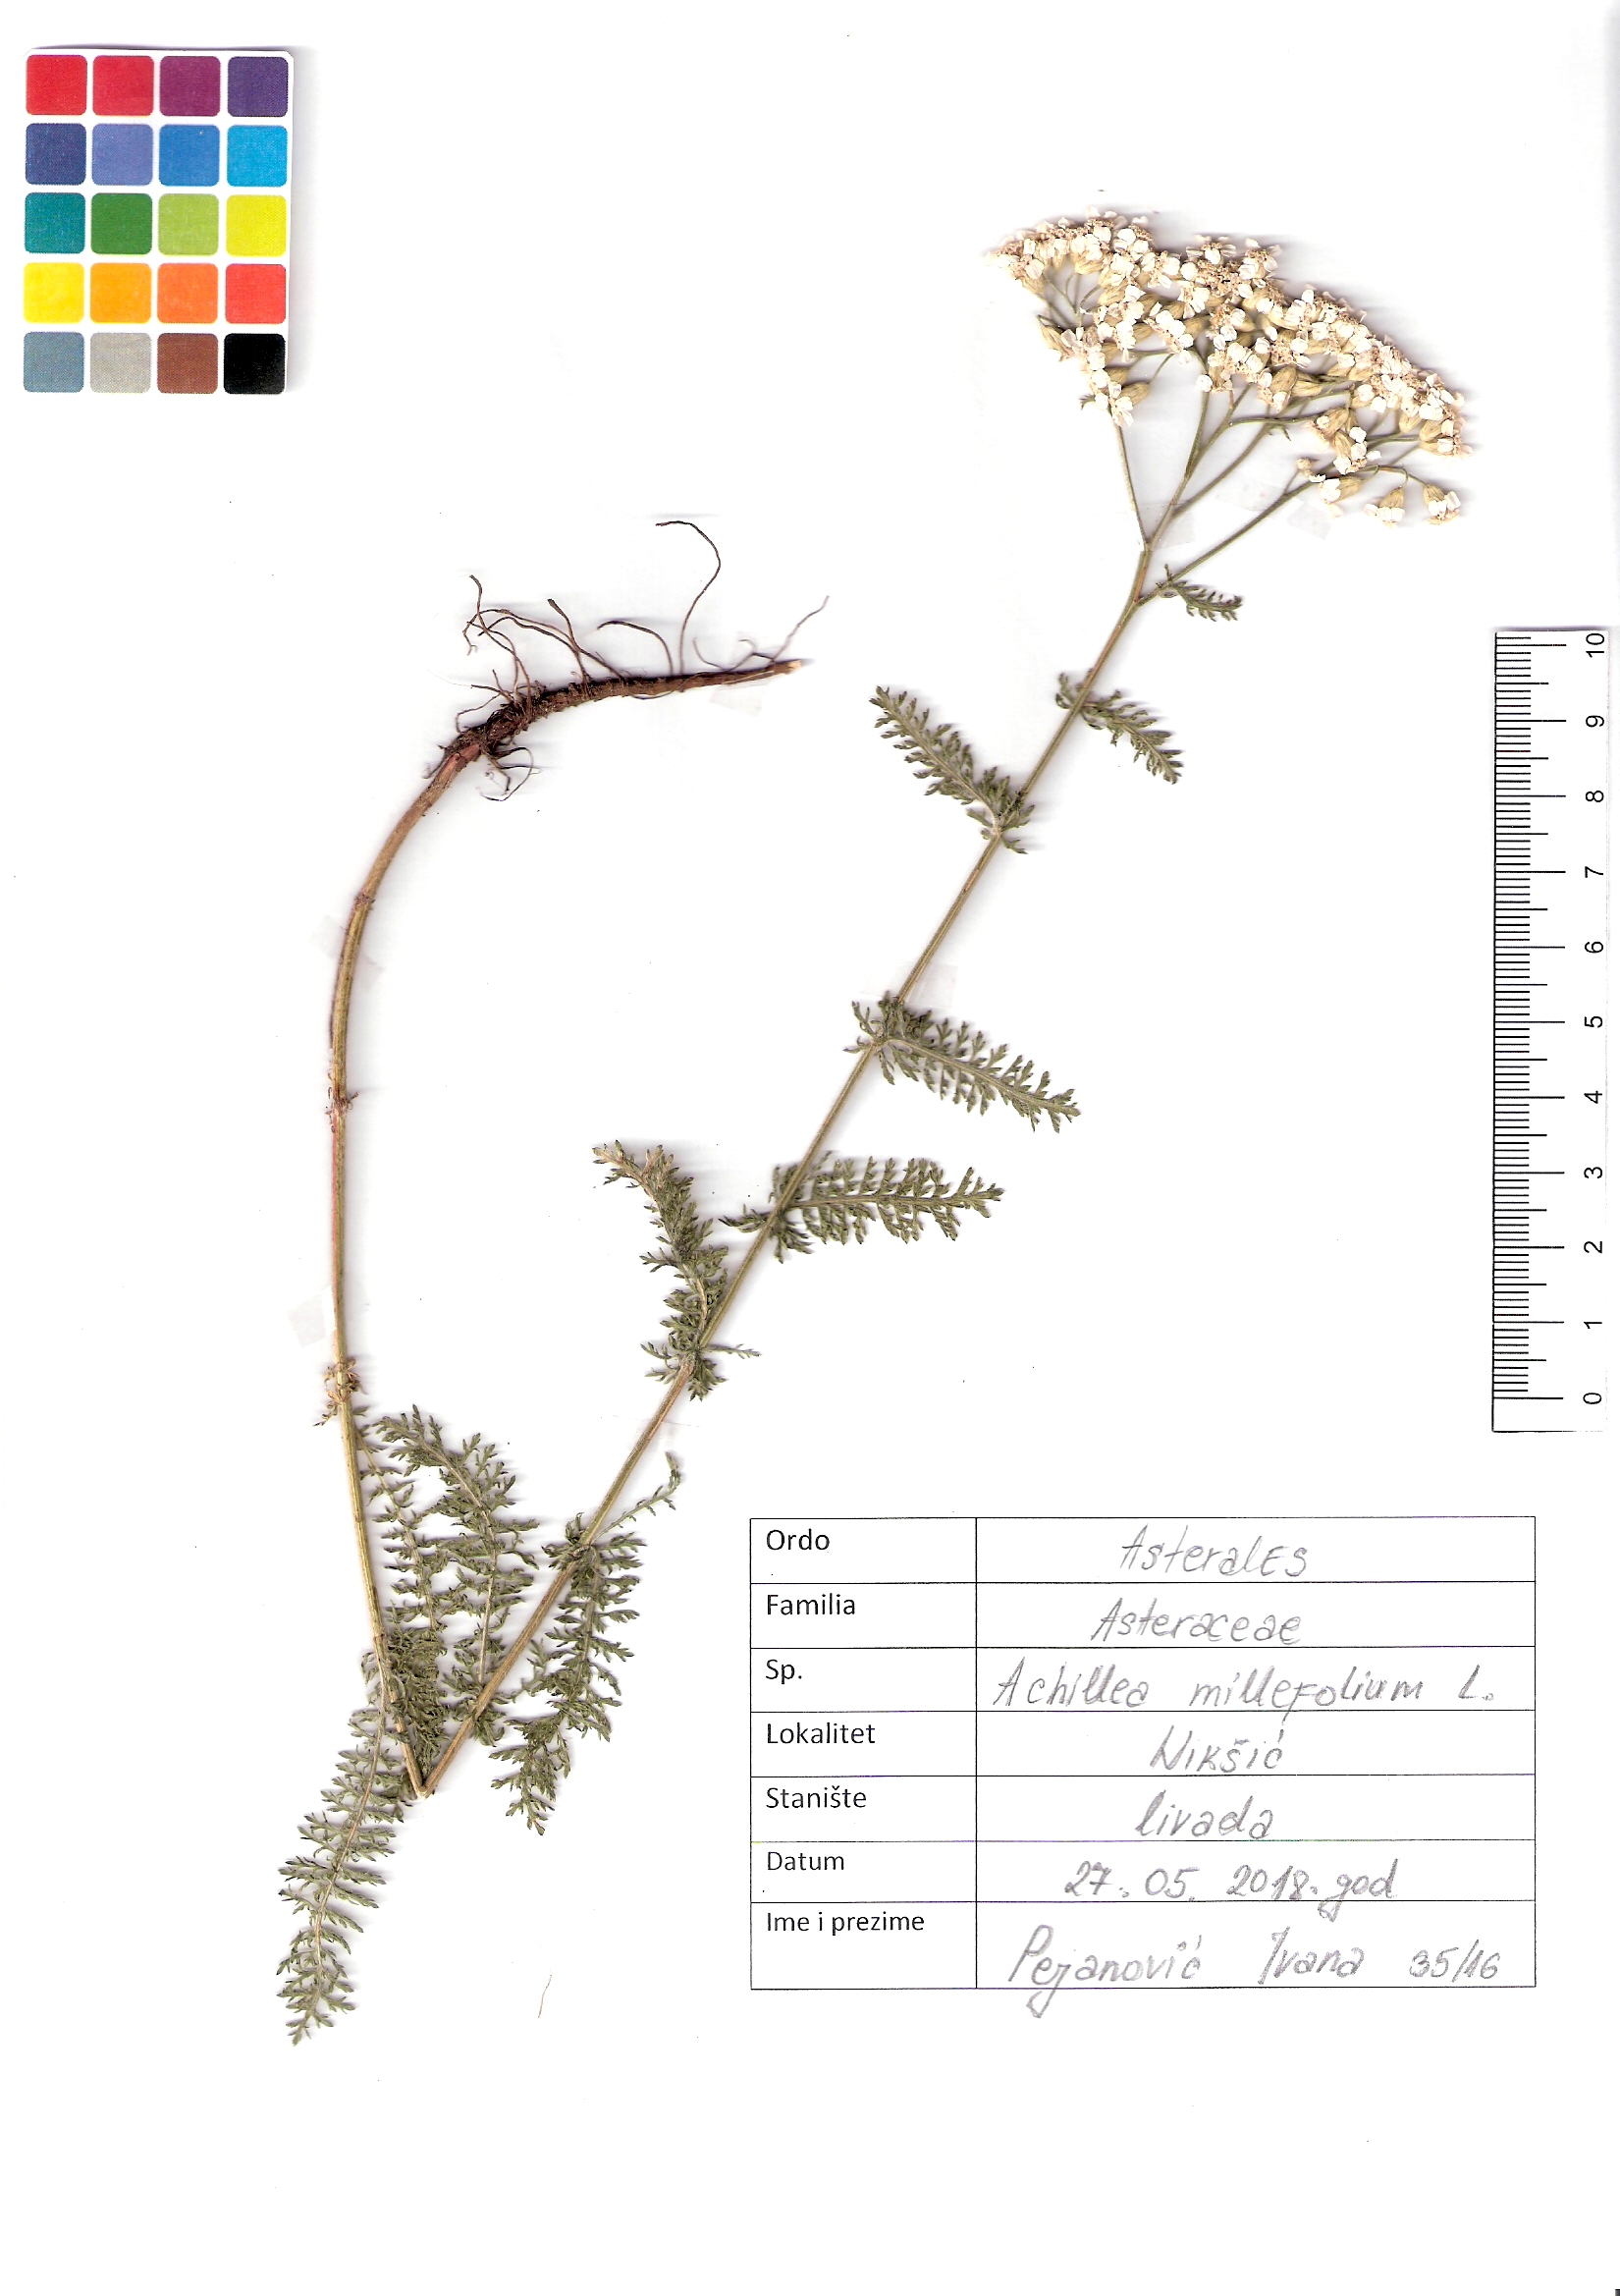 10
9
8
7
6
5
4
3
2
1
0
Ordo Asterales
Familia Asteraceae
Sp. Achillea millefolium L.
Lokalitet Nikšić
Stanište livada
Datum 27. 05. 2018. god
Ime i prezime Pejanović Ivana 35/16